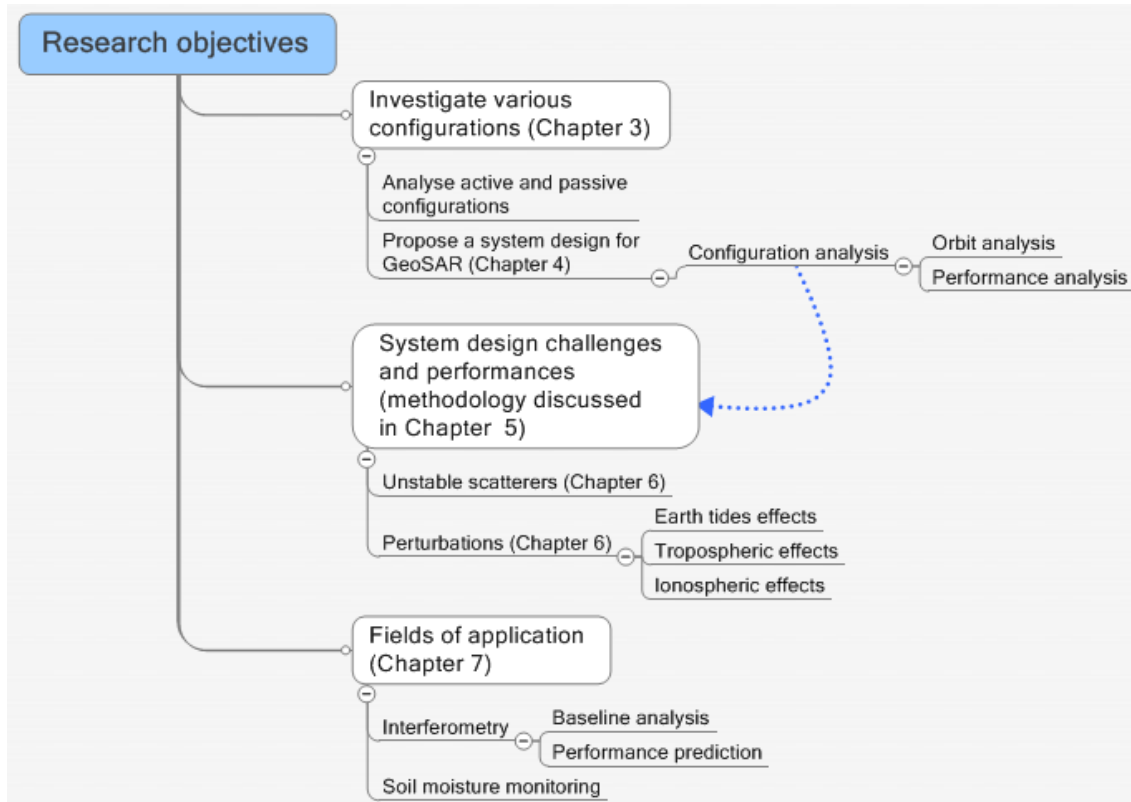 Research objectives
Investigate various
configurations (Chapter 3)
Analyse active and passive
configurations
Propose a system design for
GeoSAR (Chapter 4)
Configuration analysis
Orbit analysis
Performance analysis
System design challenges
and performances
(methodology discussed
in Chapter 5)
Unstable scatterers (Chapter 6)
Perturbations (Chapter 6)
Earth tides effects
Tropospheric effects
Ionospheric effects
Fields of application
(Chapter 7)
Interferometry
Baseline analysis
Performance prediction
Soil moisture monitoring